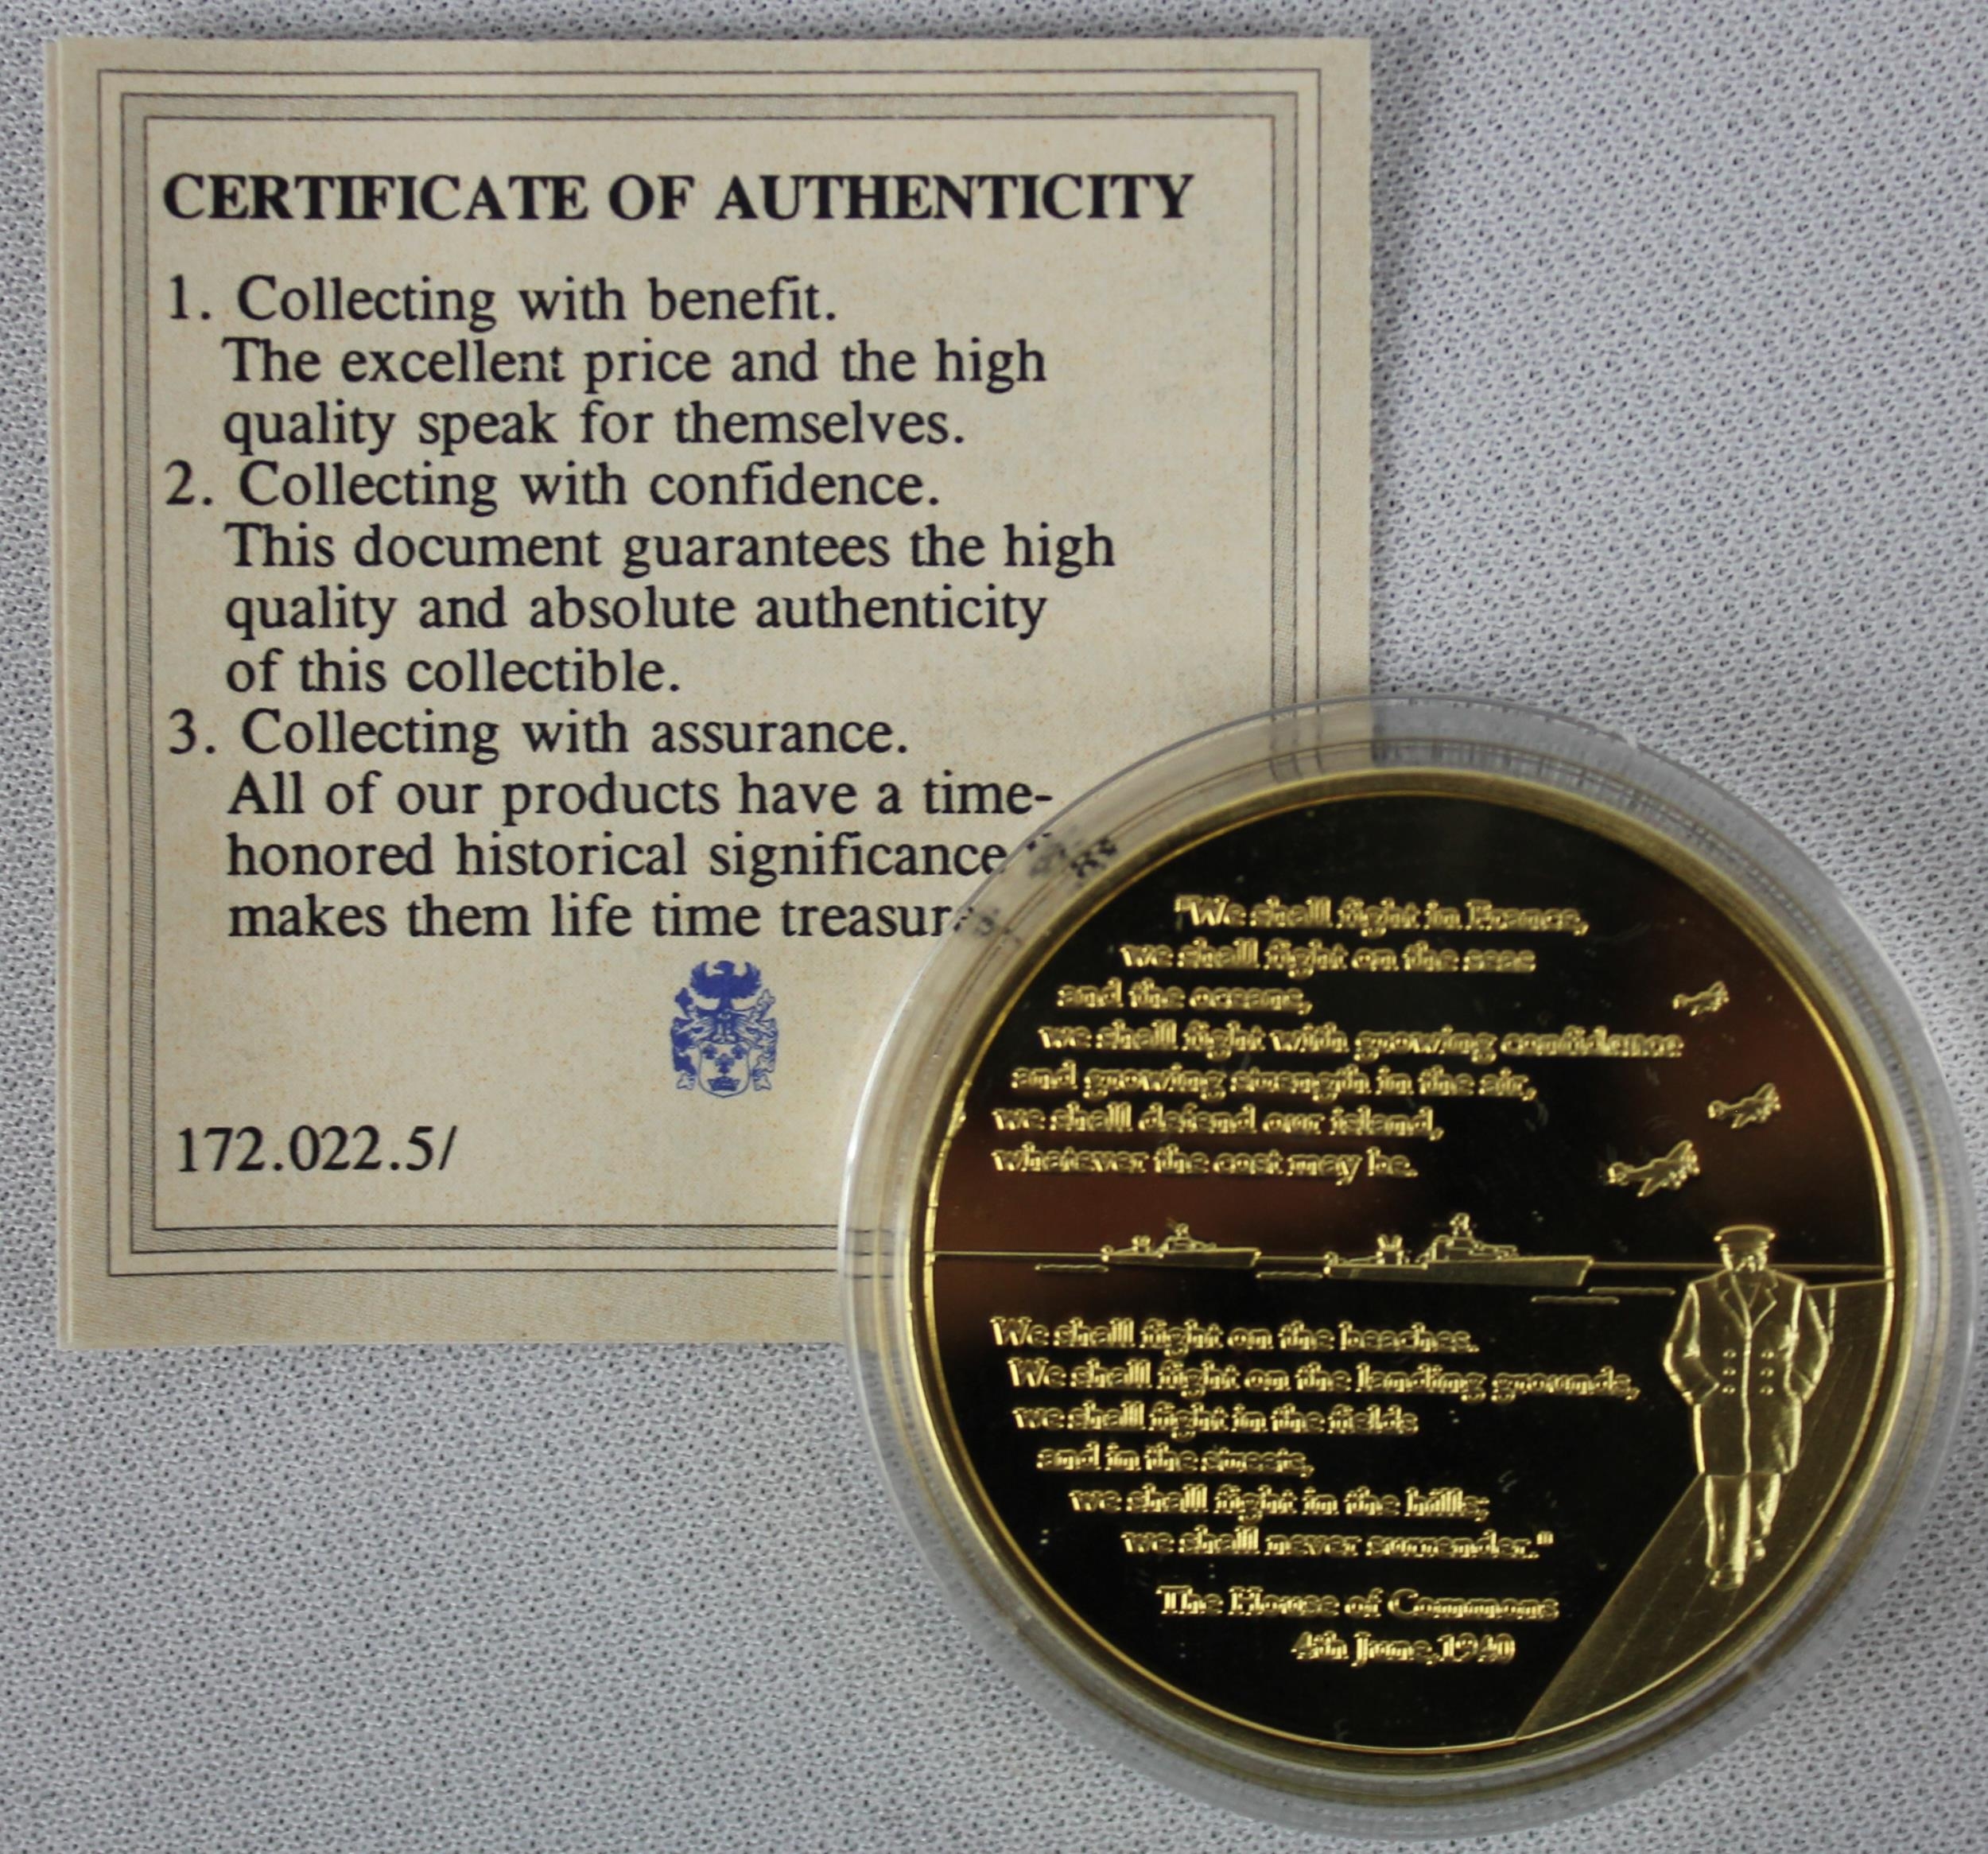 CERTIFICATE OF AUTHENTICITY
1. Collecting with benefit.
The excellent price and the high
quality speak for themselves.
2. Collecting with confidence.
This document guarantees the high
quality and absolute authenticity
of this collectible.
3. Collecting with assurance.
All of our products have a time-
honored historical significance
makes them life time
172.022.5/
"We shall fight in France,
we shall fight on the seas
and the oceans,
we shall fight with growing confidence
and growing strength in the air,
we shall defend our island,
whatever the cost may be.
We shall fight on the beaches.
We shall fight on the landing grounds,
we shall fight in the fields
and in the streets,
we shall fight in the hills;
we shall never surrender."
The House of Commons
4th June, 1940